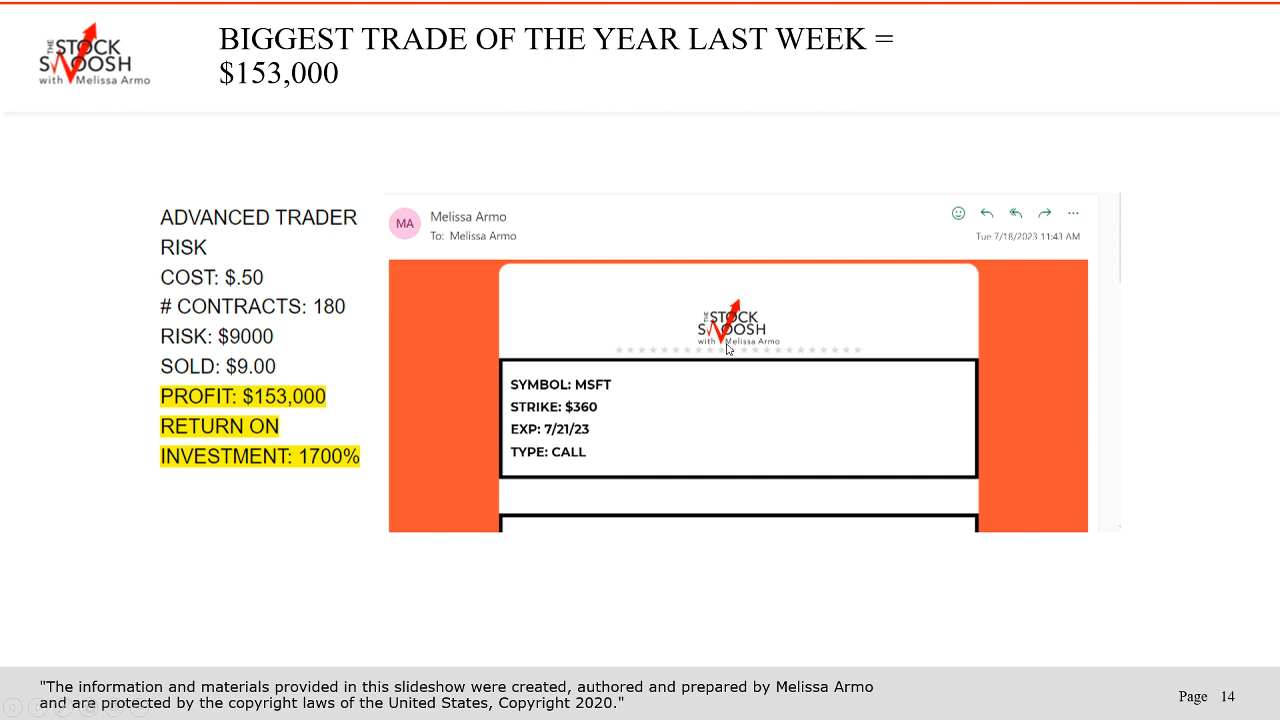 THE
STOCK
SWOOSH
with Melissa Armo
BIGGEST TRADE OF THE YEAR LAST WEEK =
$153,000
ADVANCED TRADER
RISK
COST: $.50
# CONTRACTS: 180
RISK: $9000
SOLD: $9.00
PROFIT: $153,000
RETURN ON
INVESTMENT: 1700%
MA
Melissa Armo
To: Melissa Armo
Tue 7/18/2023 11:43 AM
THE
STOCK
SWOOSH
with Melissa Armo
SYMBOL: MSFT
STRIKE: $360
EXP: 7/21/23
TYPE: CALL
"The information and materials provided in this slideshow were created, authored and prepared by Melissa Armo
and are protected by the copyright laws of the United States, Copyright 2020."
Page 14